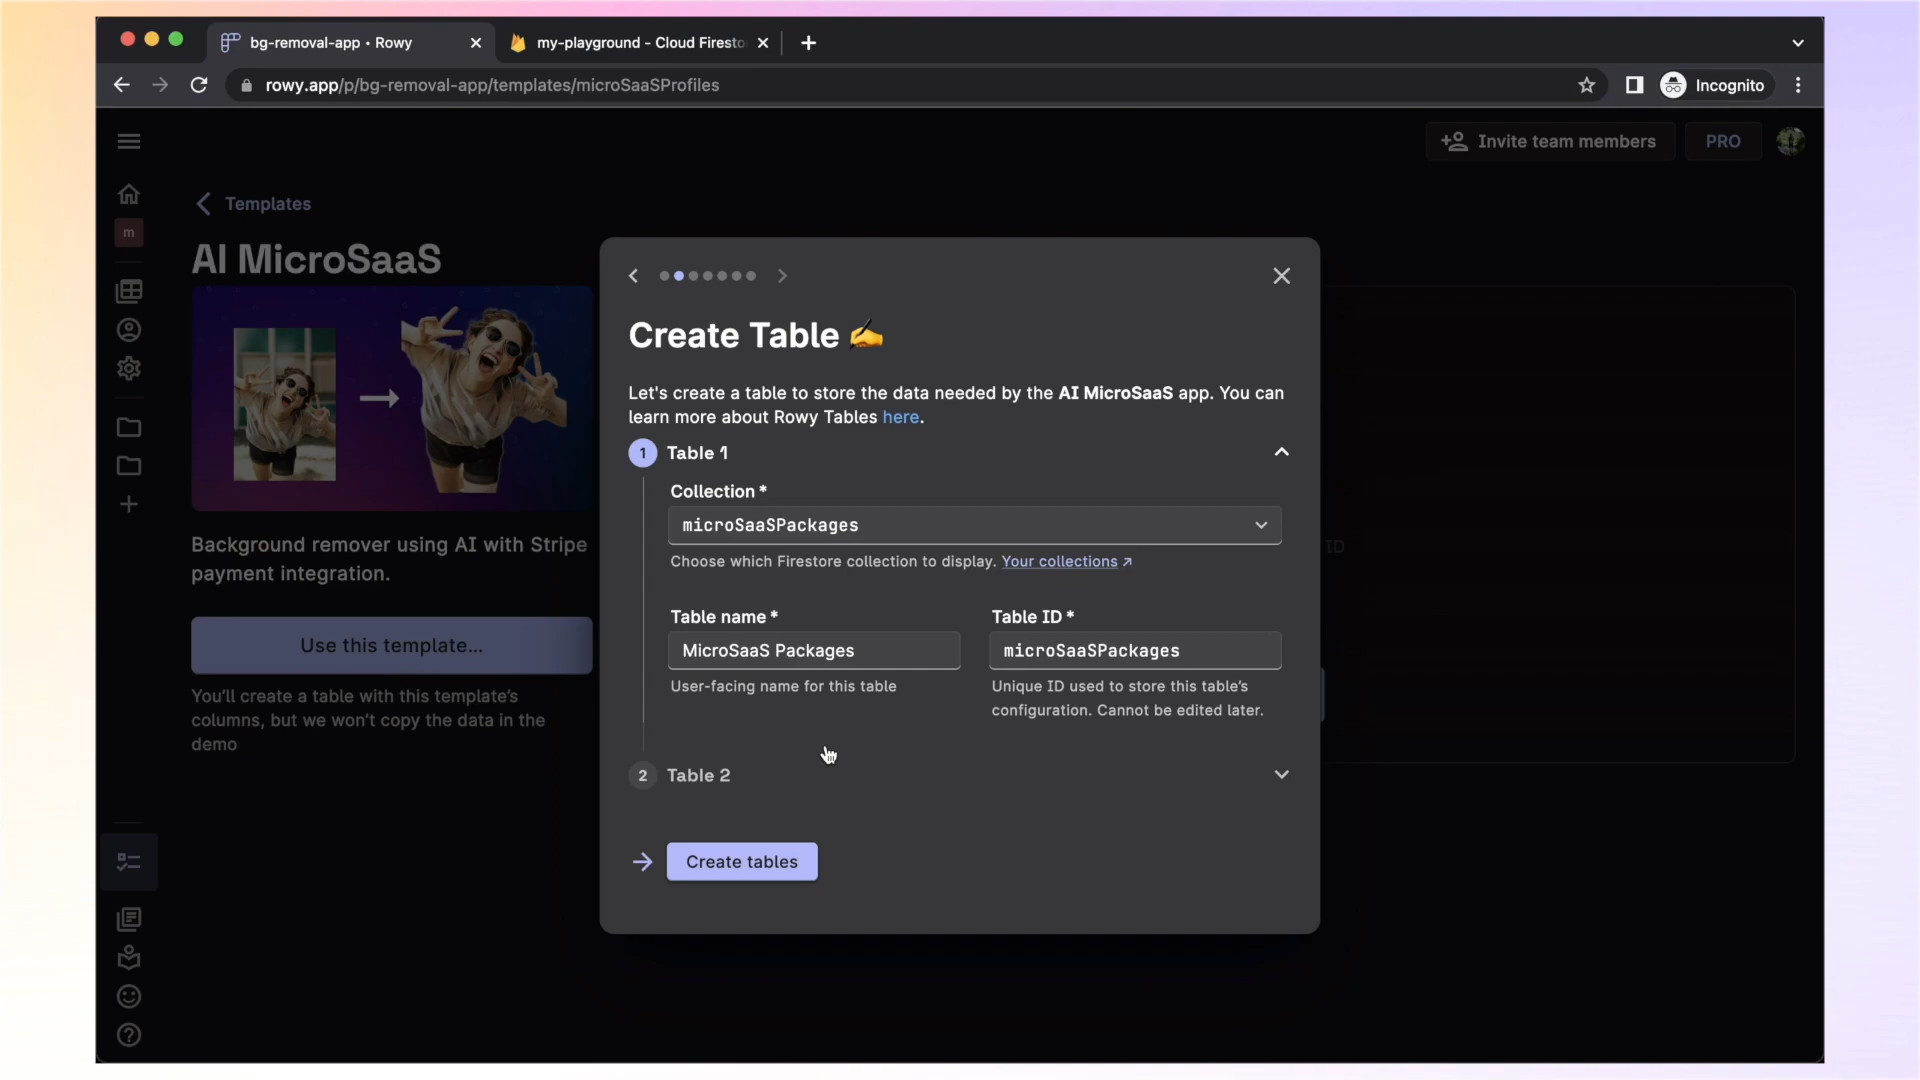 bg-removal-app • Rowy
my-playground - Cloud Firesto
rowy.app/p/bg-removal-app/templates/microSaaSProfiles
Incognito
Invite team members
PRO
m
Templates
AI MicroSaaS
Background remover using AI with Stripe
payment integration.
Use this template…
You'll create a table with this template's
columns, but we won't copy the data in the
demo
Create Table ✍️
Let's create a table to store the data needed by the AI MicroSaaS app. You can
learn more about Rowy Tables here.
1 Table 1
Collection *
microSaaSPackages
Choose which Firestore collection to display. Your collections ↗
Table name *
MicroSaaS Packages
User-facing name for this table
Table ID *
microSaaSPackages
Unique ID used to store this table's
configuration. Cannot be edited later.
2 Table 2
→ Create tables
ID